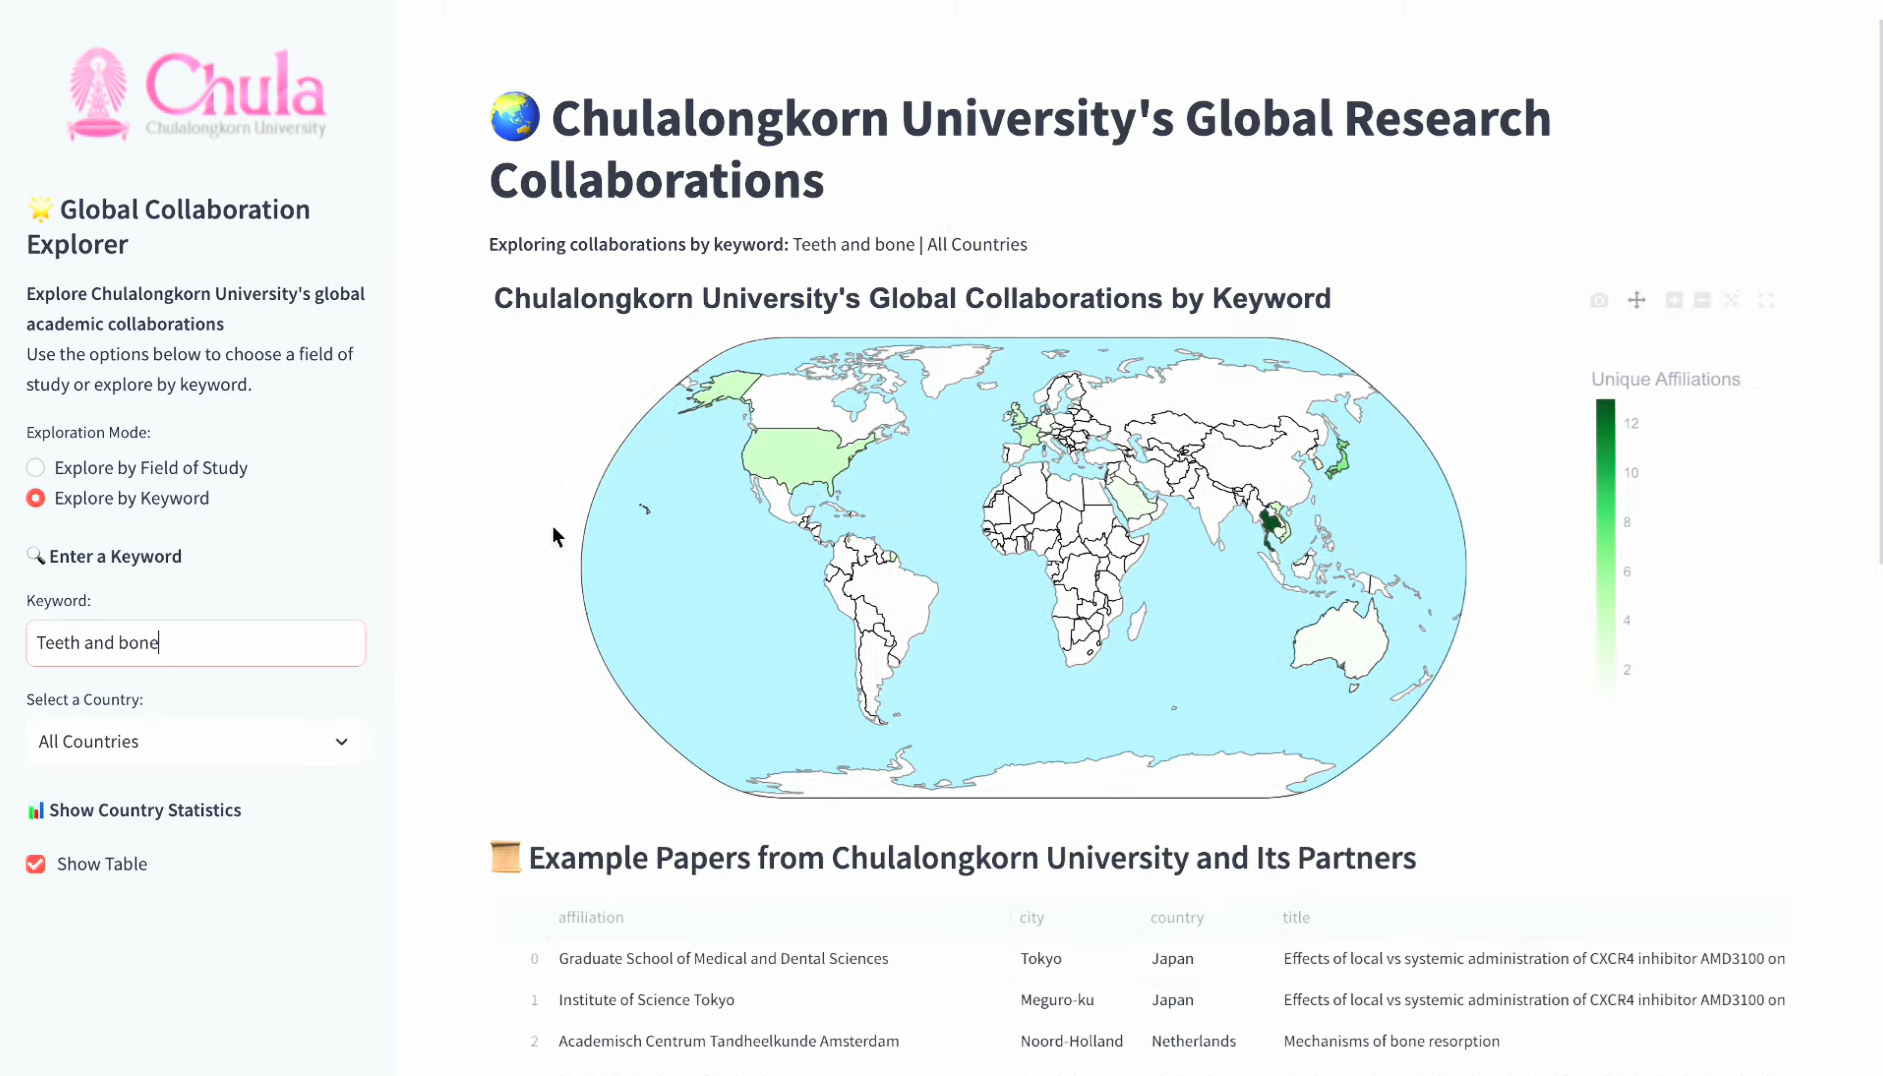 Chula
Chulalongkorn University
Global Collaboration
Explorer
Explore Chulalongkorn University's global
academic collaborations
Use the options below to choose a field of
study or explore by keyword.
Exploration Mode:
Explore by Field of Study
Explore by Keyword
Enter a Keyword
Keyword:
Teeth and bone
Select a Country:
All Countries
Show Country Statistics
Show Table
Chulalongkorn University's Global Research
Collaborations
Exploring collaborations by keyword: Teeth and bone | All Countries
Chulalongkorn University's Global Collaborations by Keyword
Unique Affiliations
12
10
8
6
4
2
Example Papers from Chulalongkorn University and Its Partners
affiliation city country title
0 Graduate School of Medical and Dental Sciences Tokyo Japan Effects of local vs systemic administration of CXCR4 inhibitor AMD3100 on
1 Institute of Science Tokyo Meguro-ku Japan Effects of local vs systemic administration of CXCR4 inhibitor AMD3100 on
2 Academisch Centrum Tandheelkunde Amsterdam Noord-Holland Netherlands Mechanisms of bone resorption